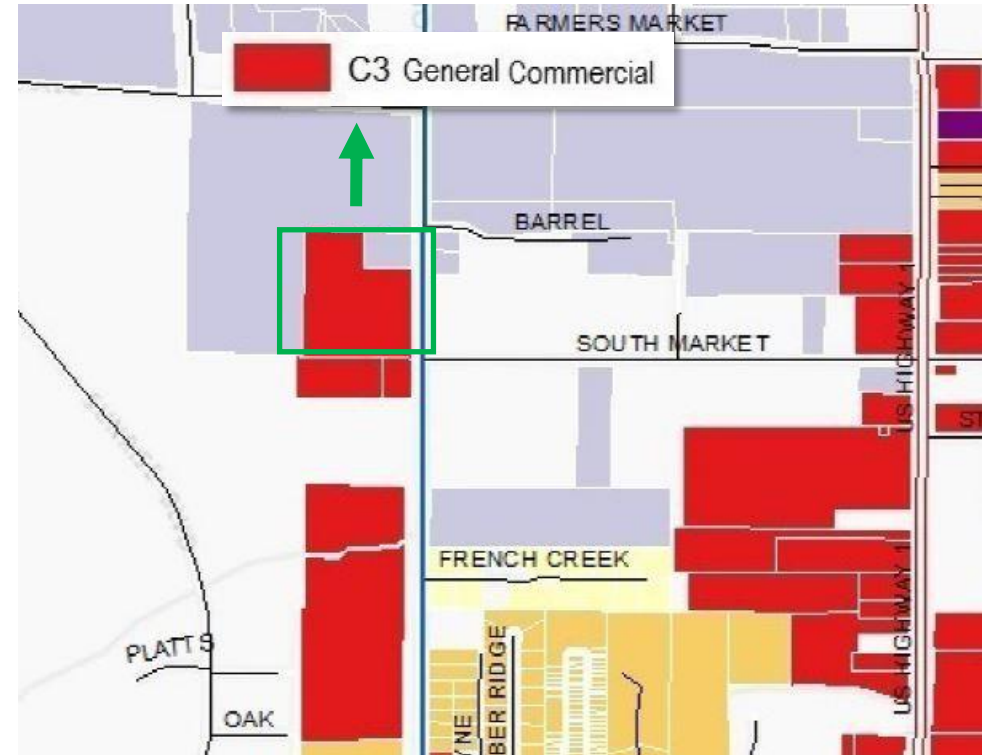 FARMERS MARKET
C3 General Commercial
BARREL
SOUTH MARKET
US HIGHWAY 1
FRENCH CREEK
US HIGHWAY 1
PLATTS
BER RIDGE
NE
OAK